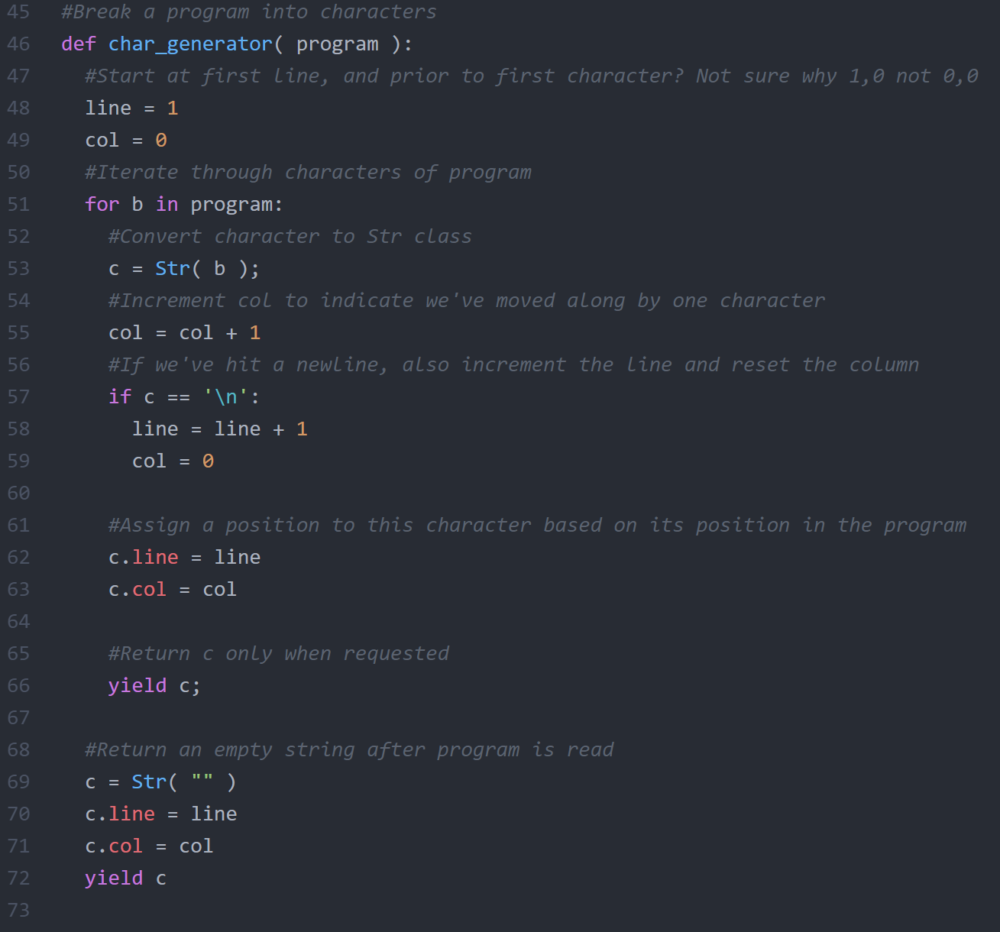 45 #Break a program into characters
46 def char_generator( program ):
47   #Start at first line, and prior to first character? Not sure why 1,0 not 0,0
48   line = 1
49   col = 0
50   #Iterate through characters of program
51   for b in program:
52     #Convert character to Str class
53     c = Str( b );
54     #Increment col to indicate we've moved along by one character
55     col = col + 1
56     #If we've hit a newline, also increment the line and reset the column
57     if c == '\n':
58       line = line + 1
59       col = 0
60
61     #Assign a position to this character based on its position in the program
62     c.line = line
63     c.col = col
64
65     #Return c only when requested
66     yield c;
67
68   #Return an empty string after program is read
69   c = Str( "" )
70   c.line = line
71   c.col = col
72   yield c
73